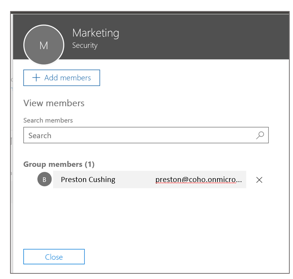 M
Marketing
Security
+ Add members
View members
Search members
Search
Group members (1)
B Preston Cushing preston@coho.onmicro...
Close